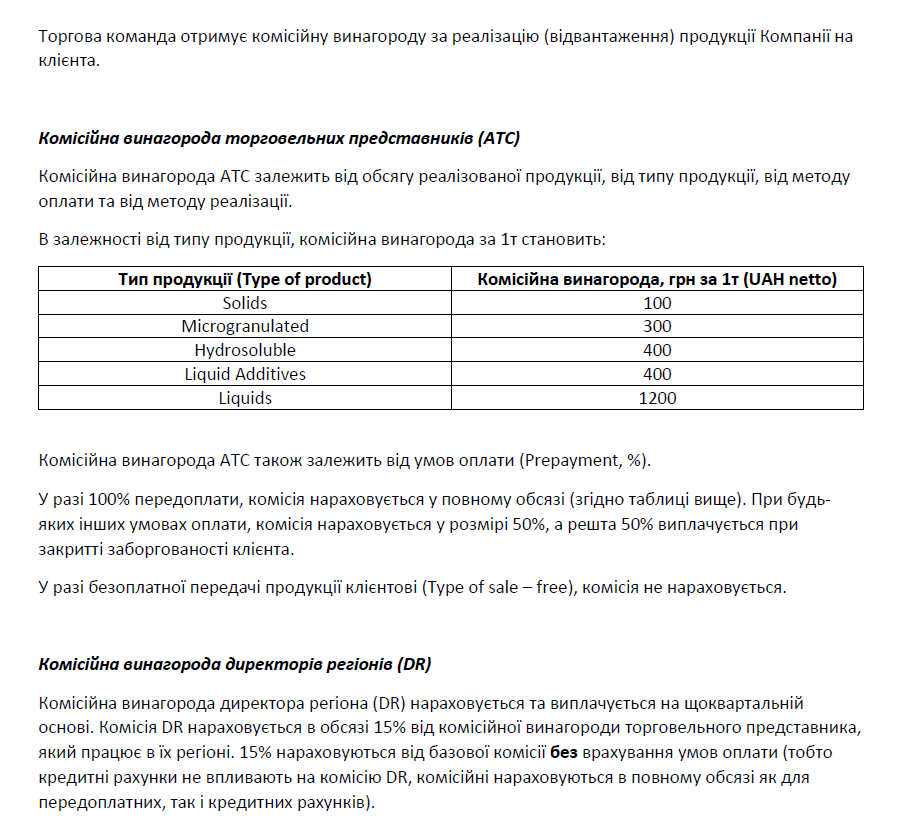 Торгова команда отримує комісійну винагороду за реалізацію (відвантаження) продукції Компанії на
клієнта.
Комісійна винагорода торговельних представників (АТС)
Комісійна винагорода АТС залежить від обсягу реалізованої продукції, від типу продукції, від методу
оплати та від методу реалізації.
В залежності від типу продукції, комісійна винагорода за 1т становить:
Тип продукції (Type of product) Комісійна винагорода, грн за 1т (UAH netto)
Solids 100
Microgranulated 300
Hydrosoluble 400
Liquid Additives 400
Liquids 1200
Комісійна винагорода АТС також залежить від умов оплати (Prepayment, %).
У разі 100% передоплати, комісія нараховується у повному обсязі (згідно таблиці вище). При будь-
яких інших умовах оплати, комісія нараховується у розмірі 50%, а решта 50% виплачується при
закритті заборгованості клієнта.
У разі безоплатної передачі продукції клієнтові (Type of sale – free), комісія не нараховується.
Комісійна винагорода директорів регіонів (DR)
Комісійна винагорода директора регіона (DR) нараховується та виплачується на щоквартальній
основі. Комісія DR нараховується в обсязі 15% від комісійної винагороди торговельного представника,
який працює в їх регіоні. 15% нараховуються від базової комісії без врахування умов оплати (тобто
кредитні рахунки не впливають на комісію DR, комісійні нараховуються в повному обсязі як для
передоплатних, так і кредитних рахунків).